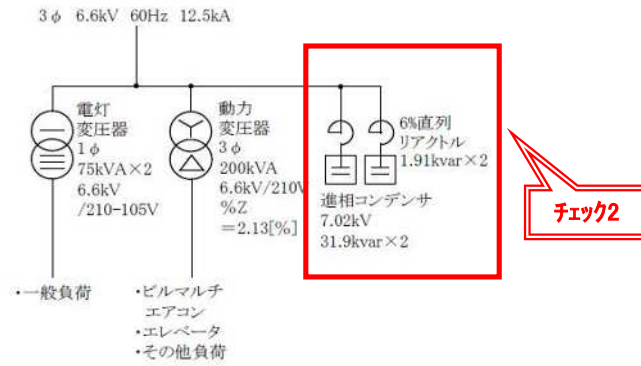 3φ 6.6kV 60Hz 12.5kA
電灯
変圧器
1φ
75kVA×2
6.6kV
/210-105V
・一般負荷
動力
変圧器
3φ
200kVA
6.6kV/210V
%Z
=2.13[%]
・ビルマルチ
エアコン
・エレベータ
・その他負荷
6%直列
リアクトル
1.91kvar×2
進相コンデンサ
7.02kV
31.9kvar×2
チェック2